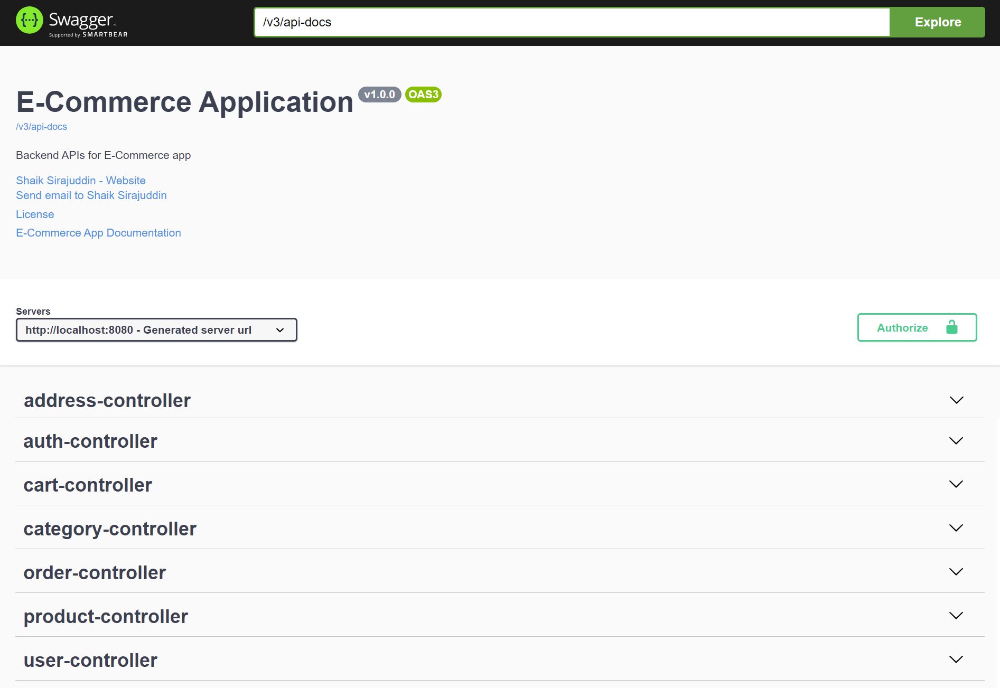 {···} Swagger™
Supported by SMARTBEAR
/v3/api-docs
Explore
E-Commerce Application v1.0.0 OAS3
/v3/api-docs
Backend APIs for E-Commerce app
Shaik Sirajuddin - Website
Send email to Shaik Sirajuddin
License
E-Commerce App Documentation
Servers
http://localhost:8080 - Generated server url
Authorize
address-controller
auth-controller
cart-controller
category-controller
order-controller
product-controller
user-controller